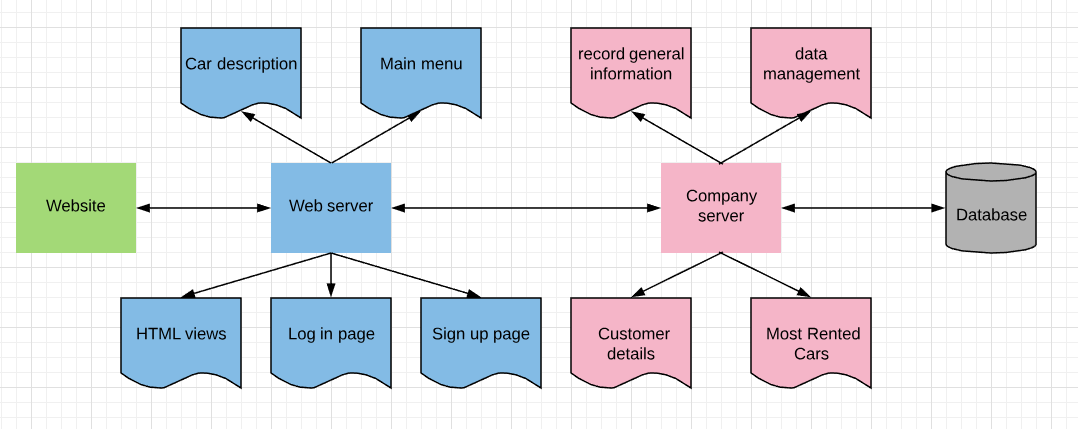 Car description
Main menu
record general
information
data
management
Website
Web server
Company
server
Database
HTML views
Log in page
Sign up page
Customer
details
Most Rented
Cars